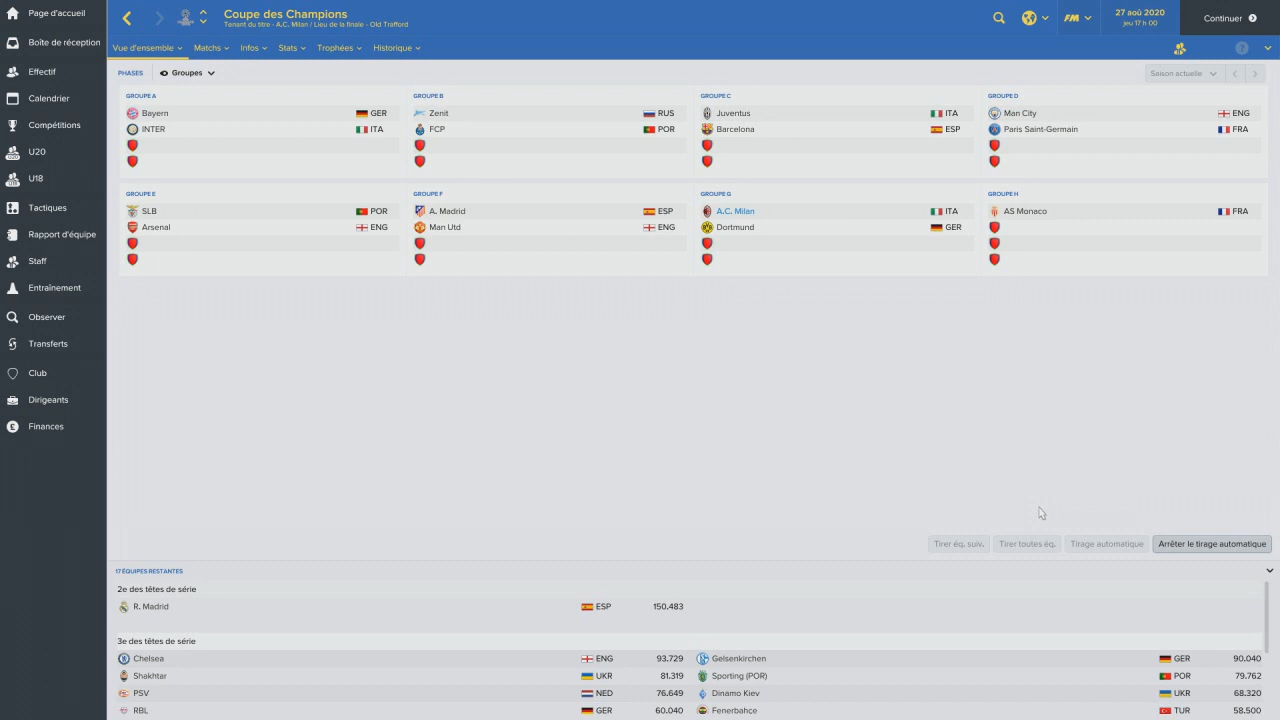 Page d'accueil
Boîte de réception
Effectif
Calendrier
Compétitions
U20
U18
Tactiques
Rapport d'équipe
Staff
Entraînement
Observer
Transferts
Club
Dirigeants
Finances
Coupe des Champions
Tenant du titre - A.C. Milan / Lieu de la finale - Old Trafford
FM
27 aoû 2020
jeu 17 h 00
Continuer
Vue d'ensemble Matchs Infos Stats Trophées Historique
PHASES Groupes Saison actuelle
GROUPE A
Bayern GER
INTER ITA
GROUPE B
Zenit RUS
FCP POR
GROUPE C
Juventus ITA
Barcelona ESP
GROUPE D
Man City ENG
Paris Saint-Germain FRA
GROUPE E
SLB POR
Arsenal ENG
GROUPE F
A. Madrid ESP
Man Utd ENG
GROUPE G
A.C. Milan ITA
Dortmund GER
GROUPE H
AS Monaco FRA
Tirer éq. suiv. Tirer toutes éq. Tirage automatique Arrêter le tirage automatique
17 ÉQUIPES RESTANTES
2e des têtes de série
R. Madrid ESP 150.483
3e des têtes de série
Chelsea ENG 93.729 Gelsenkirchen GER 90.040
Shakhtar UKR 81.319 Sporting (POR) POR 79.762
PSV NED 76.649 Dinamo Kiev UKR 68.320
RBL GER 60.040 Fenerbahce TUR 58.500